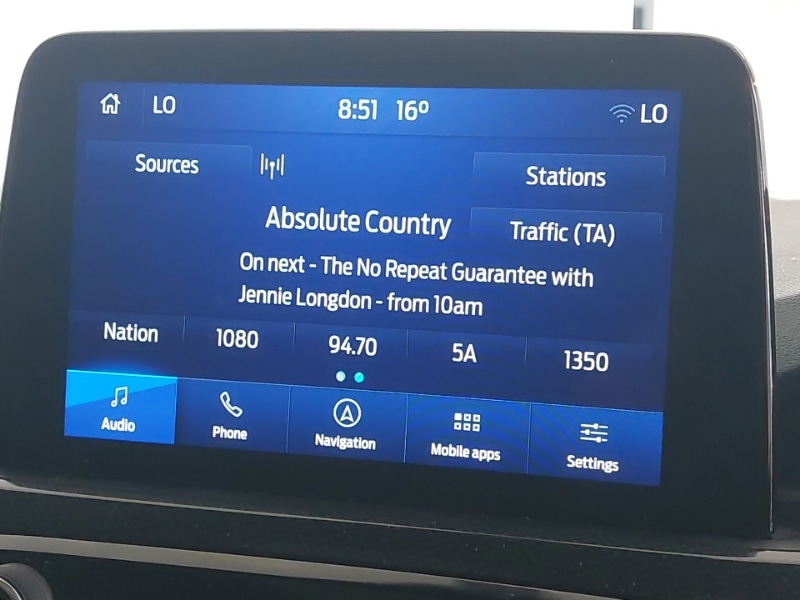 LO 8:51 16° LO
Sources Stations
Absolute Country Traffic (TA)
On next - The No Repeat Guarantee with
Jennie Longdon - from 10am
Nation 1080 94.70 5A 1350
Audio Phone Navigation Mobile apps Settings